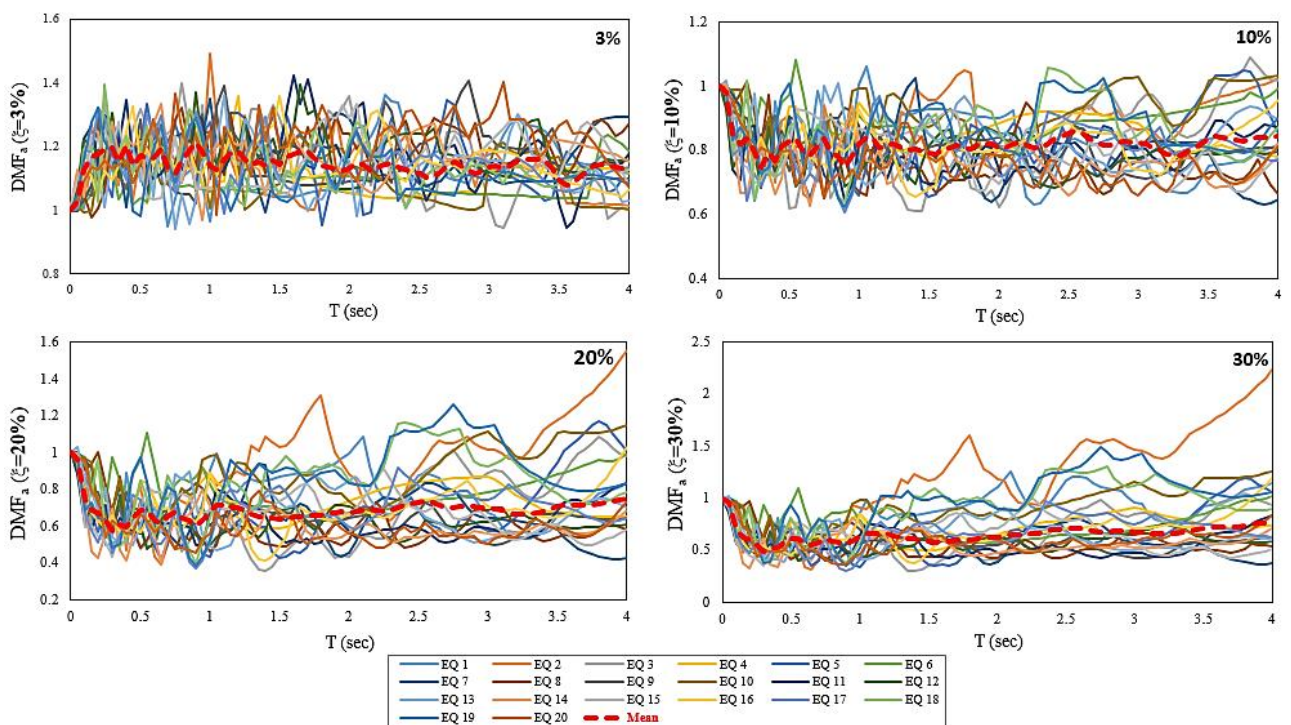 1.6
1.4
1.2
1
0.8
DMFa (ξ=3%)
3%
0 0.5 1 1.5 2 2.5 3 3.5 4
T (sec)
1.2
1
0.8
0.6
0.4
DMFa (ξ=10%)
10%
0 0.5 1 1.5 2 2.5 3 3.5 4
T (sec)
1.6
1.4
1.2
1
0.8
0.6
0.4
0.2
DMFa (ξ=20%)
20%
0 0.5 1 1.5 2 2.5 3 3.5 4
T (sec)
2.5
2
1.5
1
0.5
0
DMFa (ξ=30%)
30%
0 0.5 1 1.5 2 2.5 3 3.5 4
T (sec)
EQ 1 EQ 2 EQ 3 EQ 4 EQ 5 EQ 6
EQ 7 EQ 8 EQ 9 EQ 10 EQ 11 EQ 12
EQ 13 EQ 14 EQ 15 EQ 16 EQ 17 EQ 18
EQ 19 EQ 20 Mean